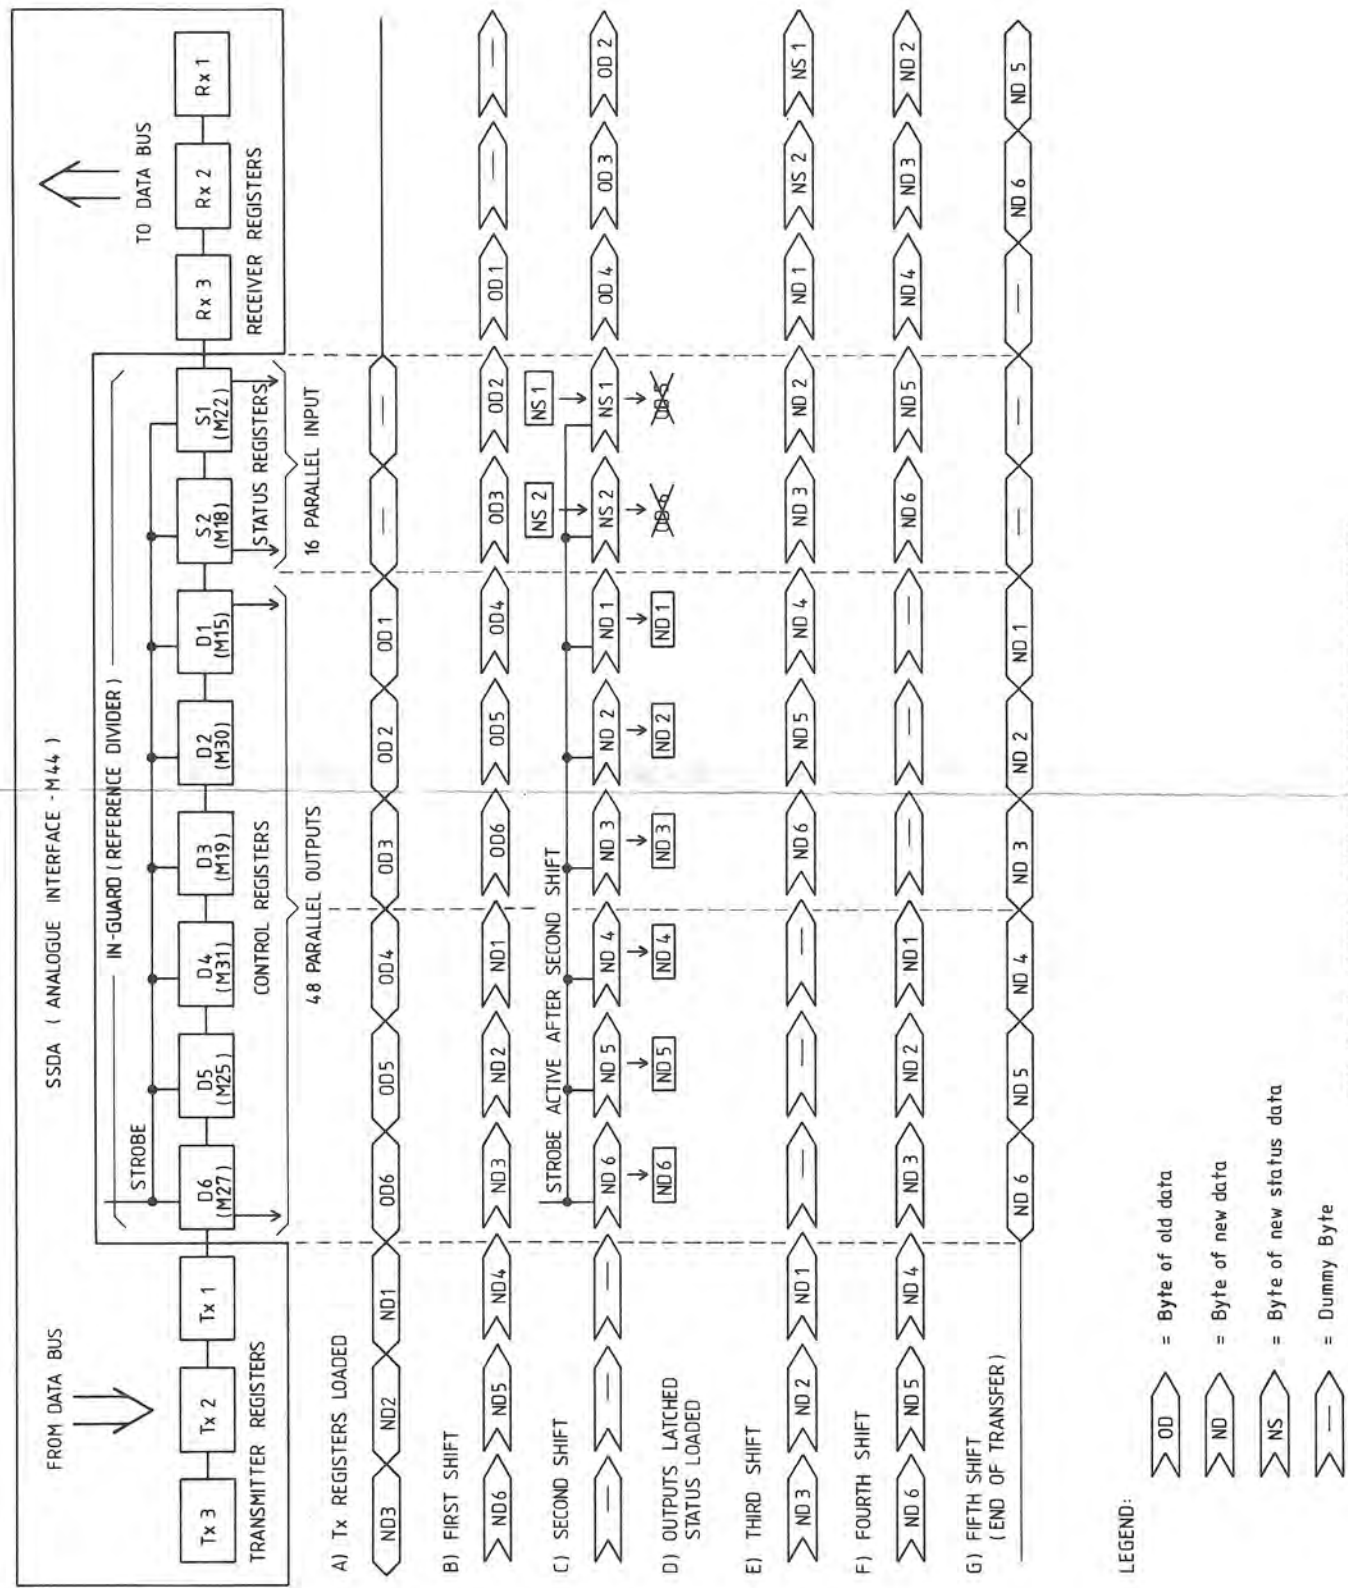 SSDA ( ANALOGUE INTERFACE - M44 )
FROM DATA BUS
TO DATA BUS
IN-GUARD ( REFERENCE DIVIDER )
STROBE
Tx 3
Tx 2
Tx 1
D6 (M27)
D5 (M25)
D4 (M31)
D3 (M19)
D2 (M30)
D1 (M15)
S2 (M18)
S1 (M22)
Rx 3
Rx 2
Rx 1
TRANSMITTER REGISTERS
CONTROL REGISTERS
STATUS REGISTERS
RECEIVER REGISTERS
48 PARALLEL OUTPUTS
16 PARALLEL INPUT
A) Tx REGISTERS LOADED
ND3 ND2 ND1 OD6 OD5 OD4 OD3 OD2 OD1 — —
B) FIRST SHIFT
ND6 ND5 ND4 ND3 ND2 ND1 OD6 OD5 OD4 OD3 OD2 OD1 — —
C) SECOND SHIFT
STROBE ACTIVE AFTER SECOND SHIFT
NS 2 NS 1
— — — ND 6 ND 5 ND 4 ND 3 ND 2 ND 1 NS 2 NS 1 OD 4 OD 3 OD 2
D) OUTPUTS LATCHED
STATUS LOADED
ND 6 ND 5 ND 4 ND 3 ND 2 ND 1 OD6 OD5
E) THIRD SHIFT
ND 3 ND 2 ND 1 — — — ND 6 ND 5 ND 4 ND 3 ND 2 ND 1 NS 2 NS 1
F) FOURTH SHIFT
ND 6 ND 5 ND 4 ND 3 ND 2 ND 1 — — — ND 6 ND 5 ND 4 ND 3 ND 2
G) FIFTH SHIFT
( END OF TRANSFER )
ND 6 ND 5 ND 4 ND 3 ND 2 ND 1 — — — ND 6 ND 5
LEGEND:
OD = Byte of old data
ND = Byte of new data
NS = Byte of new status data
— = Dummy Byte